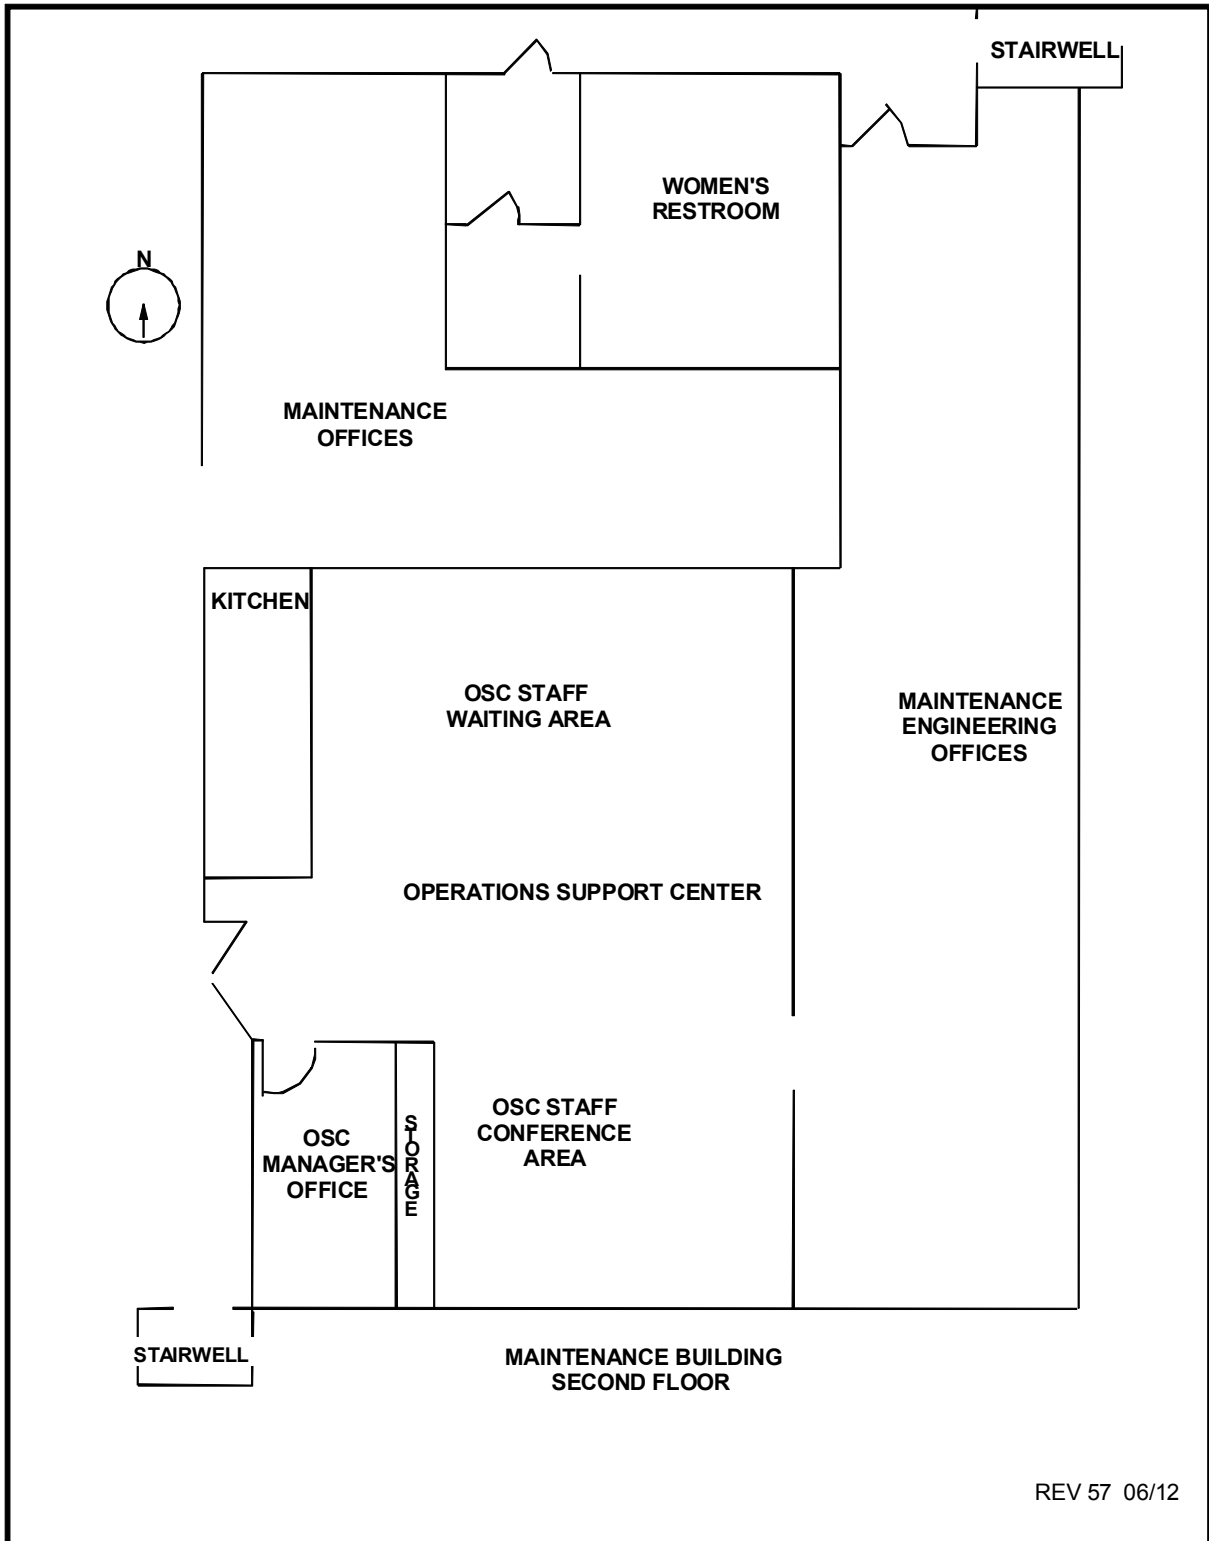 STAIRWELL
WOMEN'S
RESTROOM
N
MAINTENANCE
OFFICES
KITCHEN
OSC STAFF
WAITING AREA
MAINTENANCE
ENGINEERING
OFFICES
OPERATIONS SUPPORT CENTER
OSC
MANAGER'S
OFFICE
STORAGE
OSC STAFF
CONFERENCE
AREA
STAIRWELL
MAINTENANCE BUILDING
SECOND FLOOR
REV 57 06/12